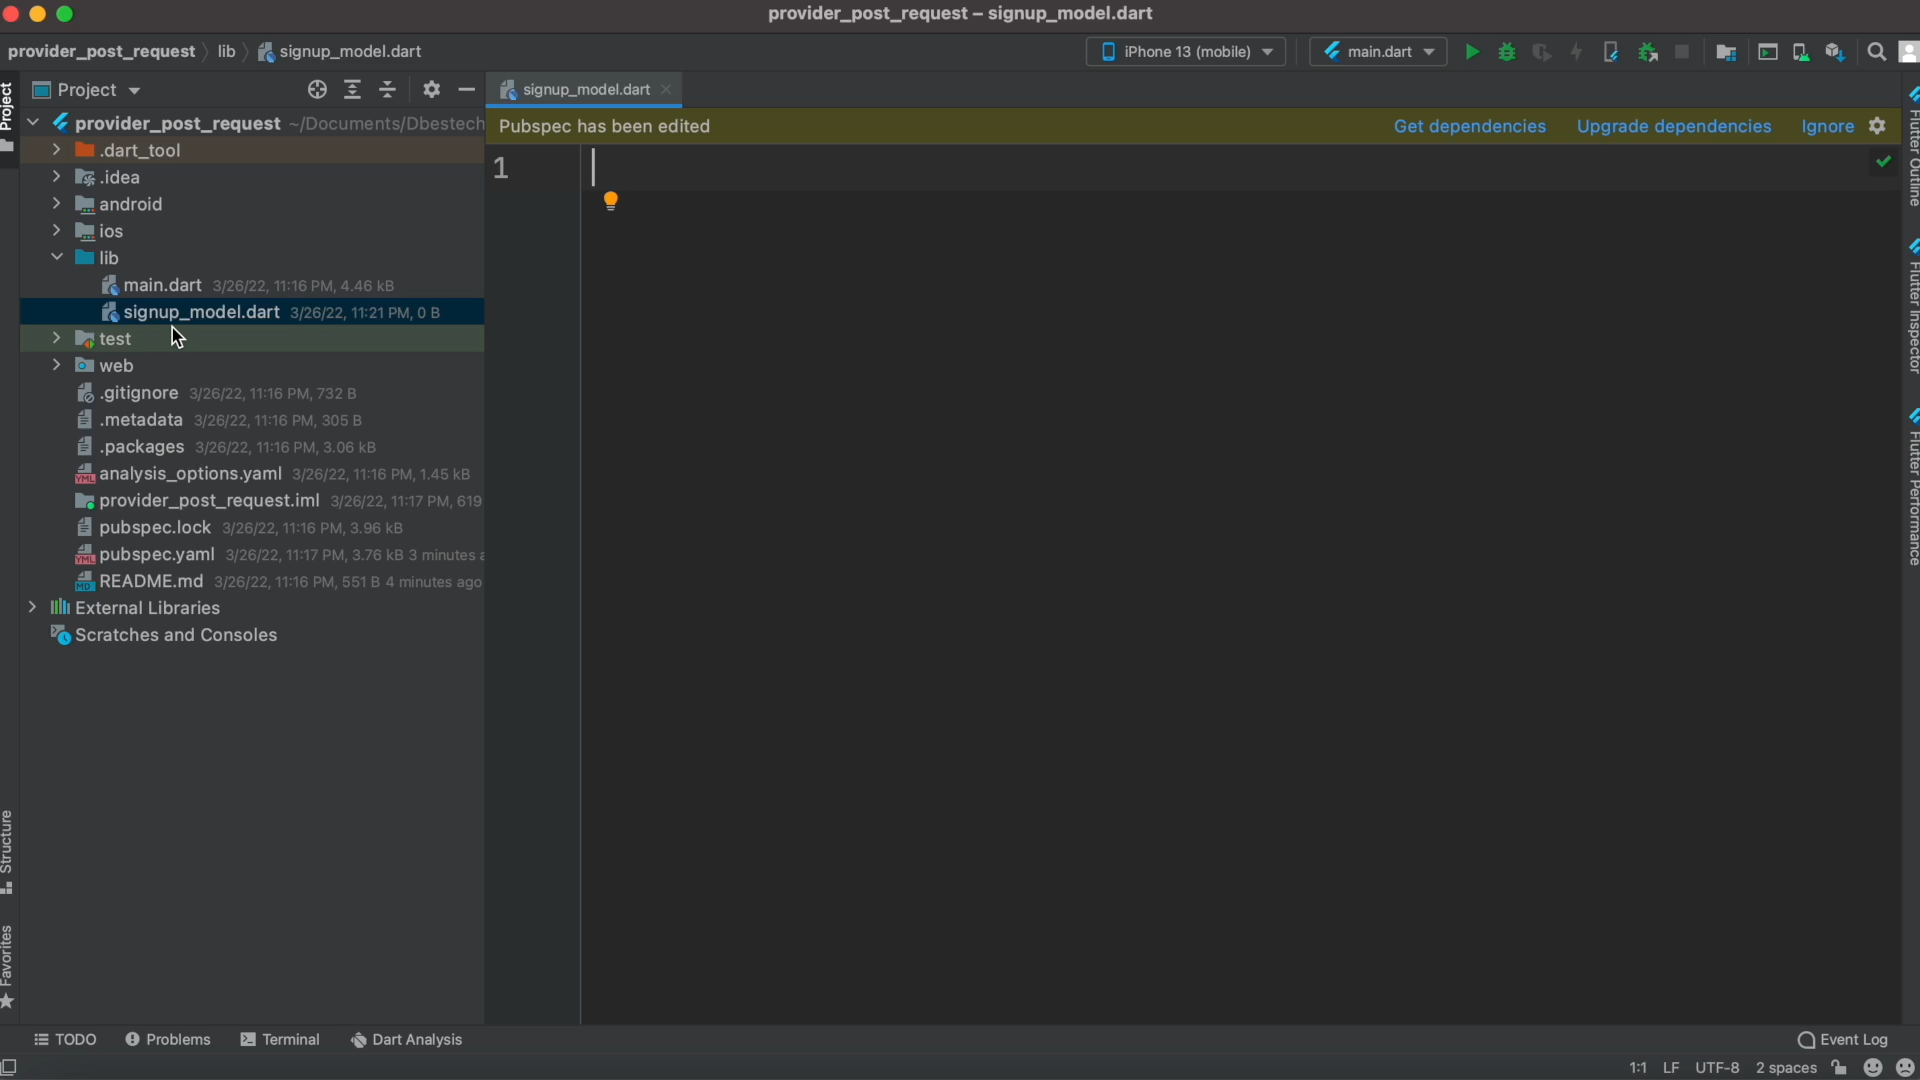 provider_post_request – signup_model.dart
provider_post_request lib signup_model.dart
iPhone 13 (mobile) main.dart
Project
Project
signup_model.dart
provider_post_request ~/Documents/Dbestech
Pubspec has been edited
Get dependencies Upgrade dependencies Ignore
1
.dart_tool
.idea
android
ios
lib
main.dart 3/26/22, 11:16 PM, 4.46 kB
signup_model.dart 3/26/22, 11:21 PM, 0 B
test
web
.gitignore 3/26/22, 11:16 PM, 732 B
.metadata 3/26/22, 11:16 PM, 305 B
.packages 3/26/22, 11:16 PM, 3.06 kB
analysis_options.yaml 3/26/22, 11:16 PM, 1.45 kB
provider_post_request.iml 3/26/22, 11:17 PM, 619
pubspec.lock 3/26/22, 11:16 PM, 3.96 kB
pubspec.yaml 3/26/22, 11:17 PM, 3.76 kB 3 minutes a
README.md 3/26/22, 11:16 PM, 551 B 4 minutes ago
External Libraries
Scratches and Consoles
Structure
Favorites
Flutter Outline
Flutter Inspector
Flutter Performance
TODO Problems Terminal Dart Analysis
Event Log
1:1 LF UTF-8 2 spaces